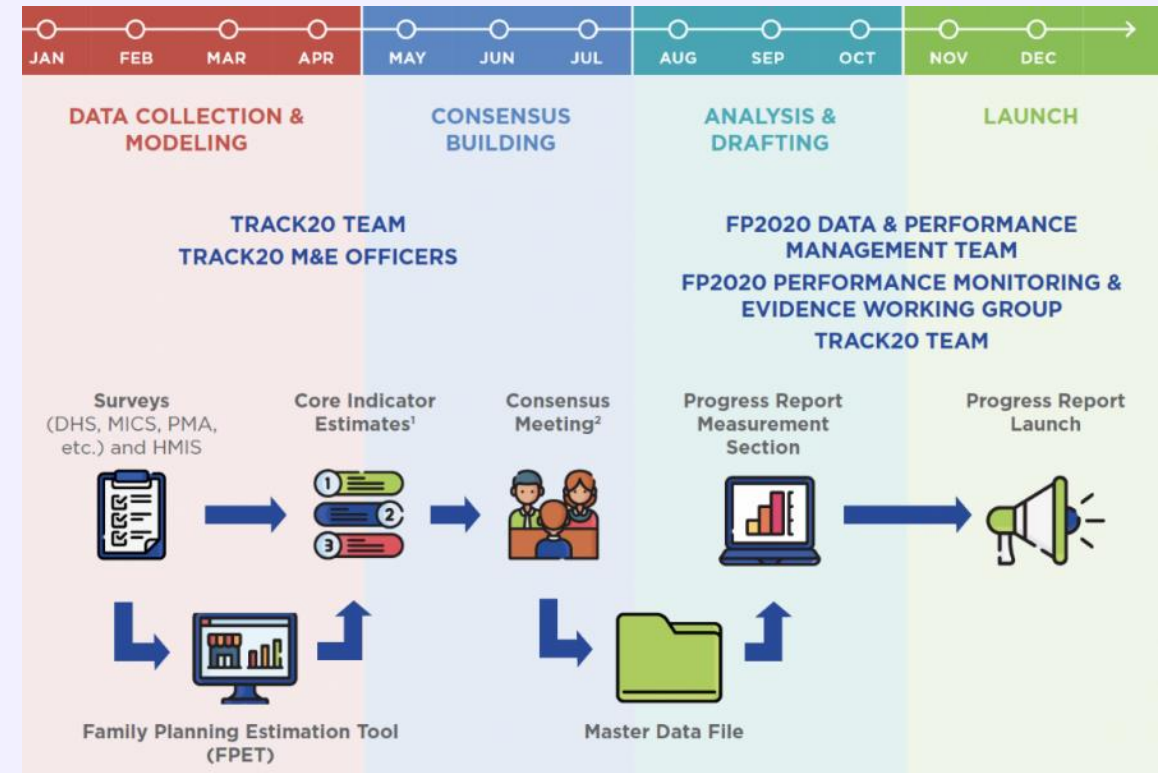 JAN FEB MAR APR MAY JUN JUL AUG SEP OCT NOV DEC
DATA COLLECTION &
MODELING
CONSENSUS
BUILDING
ANALYSIS &
DRAFTING
LAUNCH
TRACK20 TEAM
TRACK20 M&E OFFICERS
FP2020 DATA & PERFORMANCE
MANAGEMENT TEAM
FP2020 PERFORMANCE MONITORING &
EVIDENCE WORKING GROUP
TRACK20 TEAM
Surveys
(DHS, MICS, PMA,
etc.) and HMIS
Core Indicator
Estimates¹
Consensus
Meeting²
Progress Report
Measurement
Section
Progress Report
Launch
1
2
3
Family Planning Estimation Tool
(FPET)
Master Data File